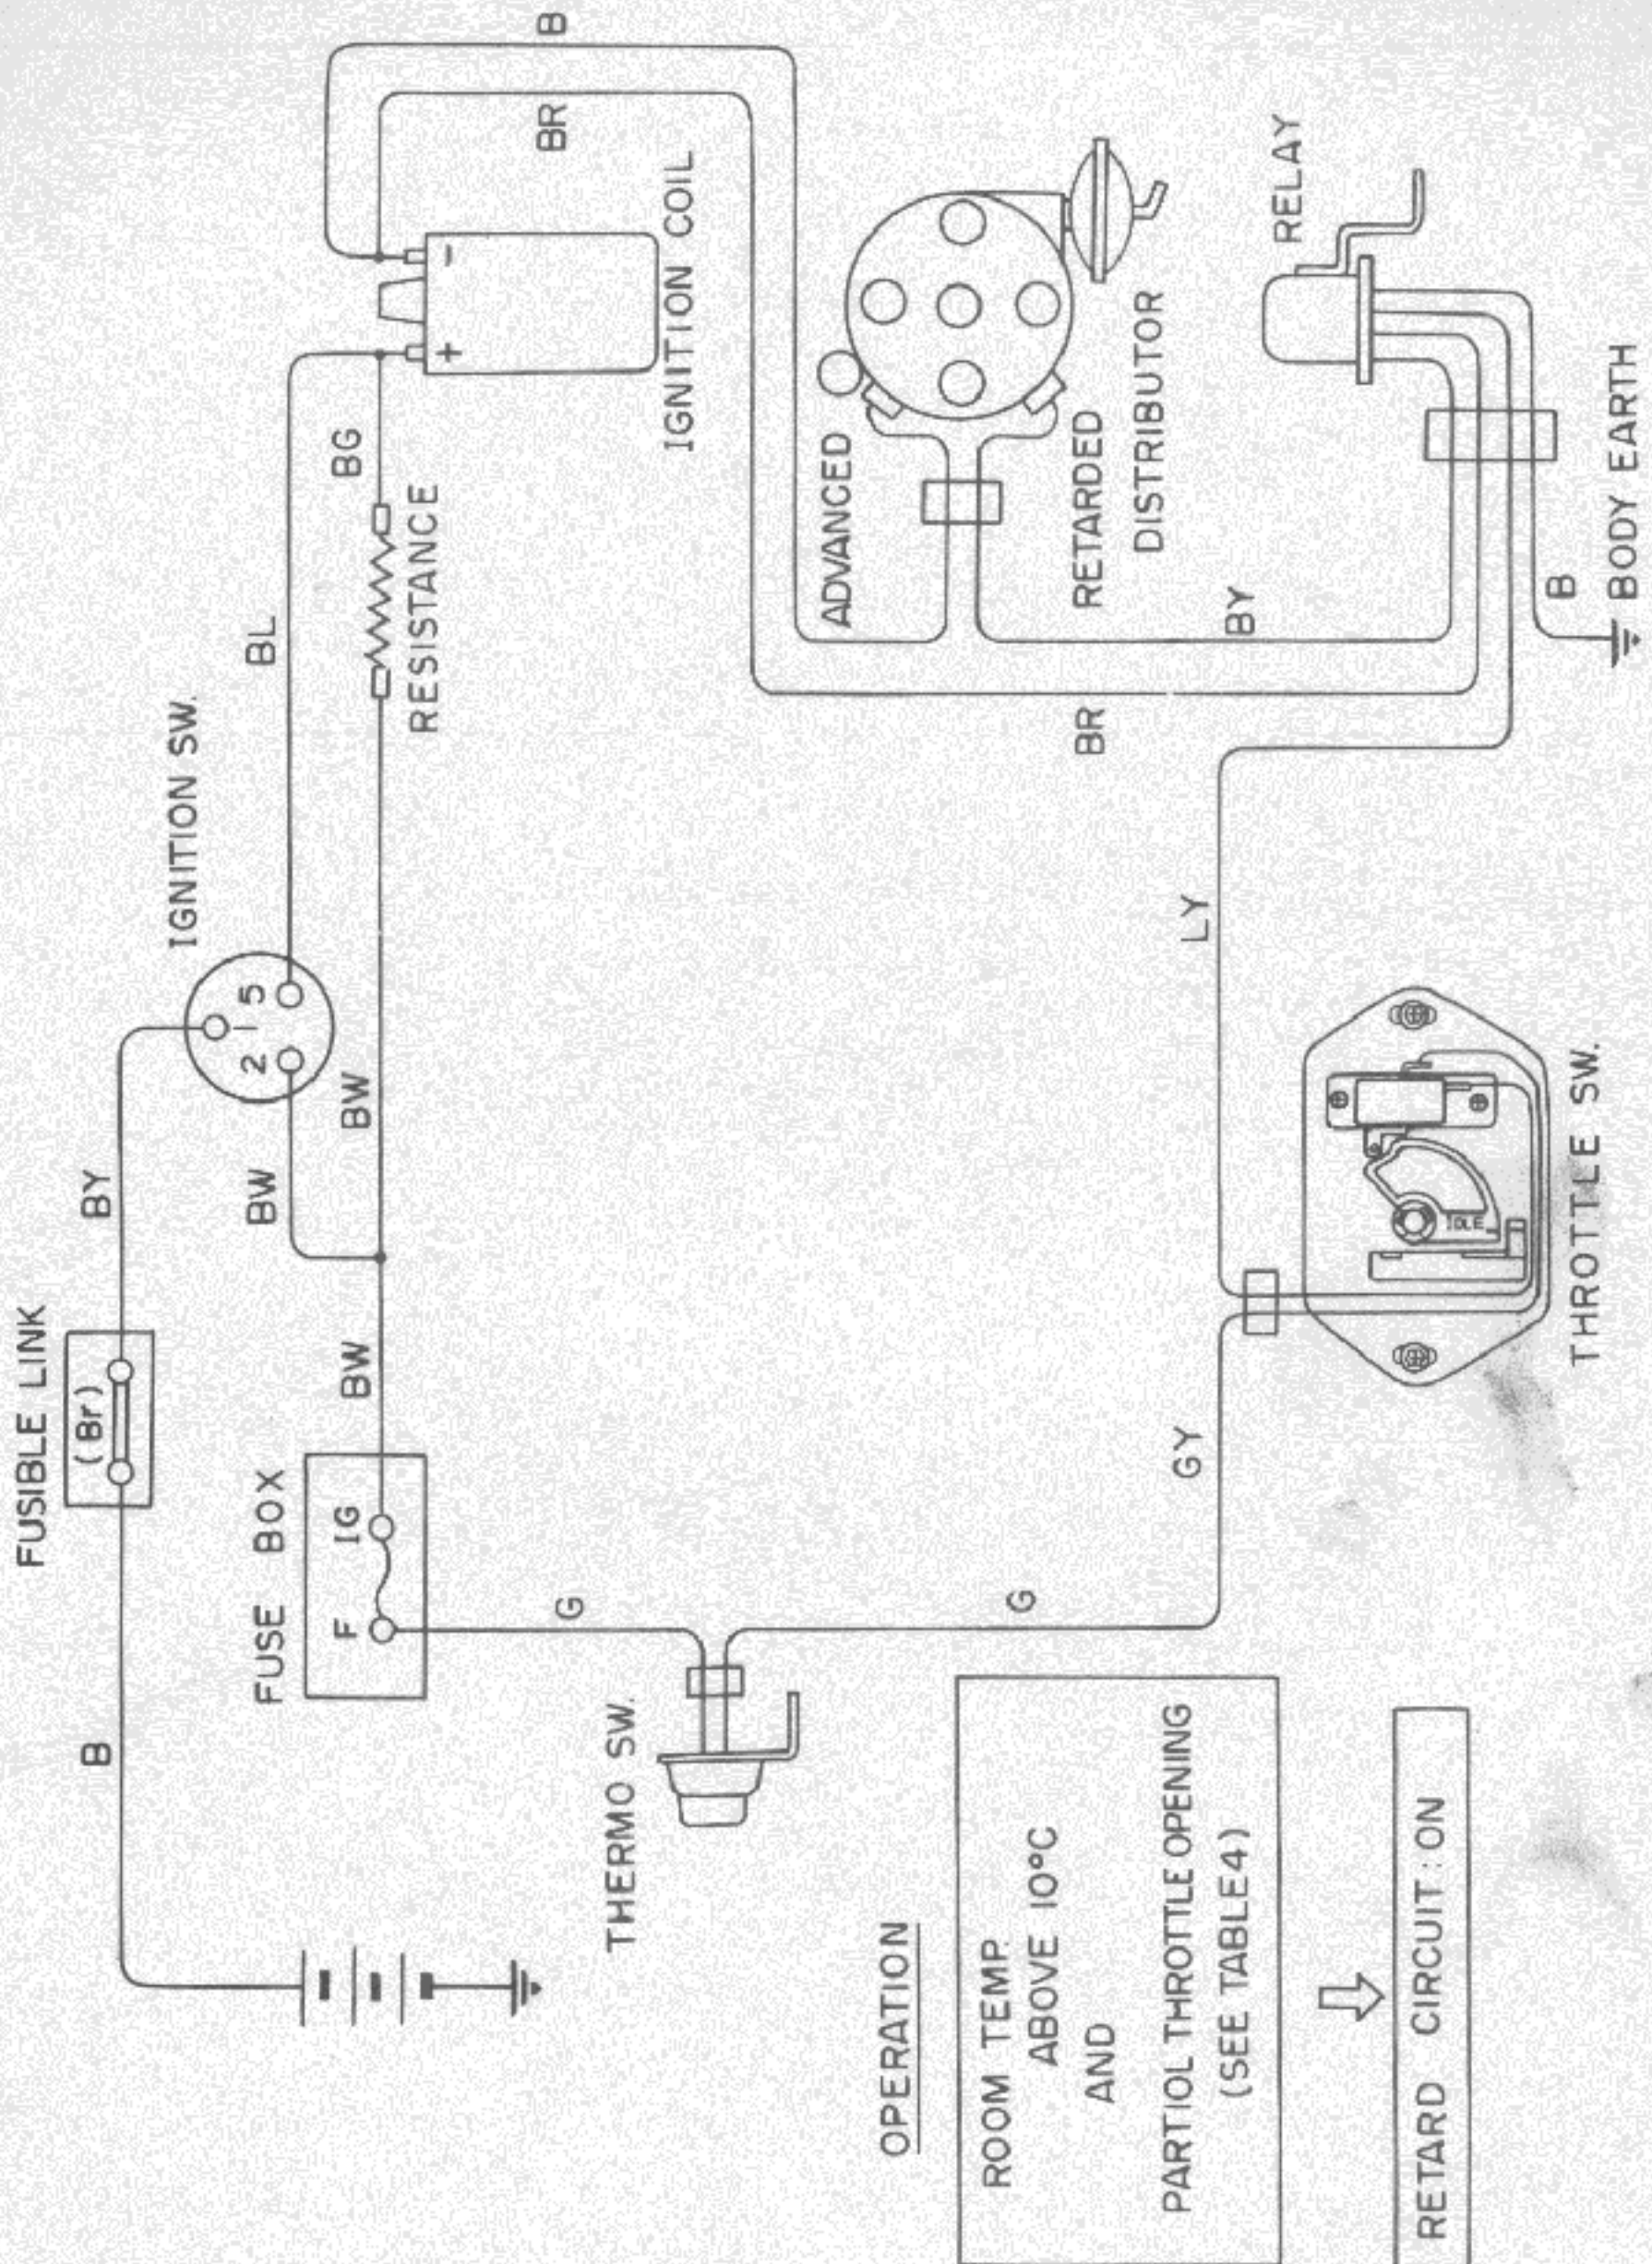 FUSIBLE LINK
(Br)
B
BY
IGNITION SW.
1
2
5
BL
BW
BW
BW
FUSE BOX
F
IG
BG
RESISTANCE
+
-
IGNITION COIL
B
BR
G
THERMO SW.
G
GY
LY
ADVANCED
RETARDED
DISTRIBUTOR
BY
BR
RELAY
B
BODY EARTH
IDLE
THROTTLE SW.
OPERATION
ROOM TEMP.
ABOVE 10°C
AND
PARTIOL THROTTLE OPENING
(SEE TABLE4)
RETARD CIRCUIT:ON